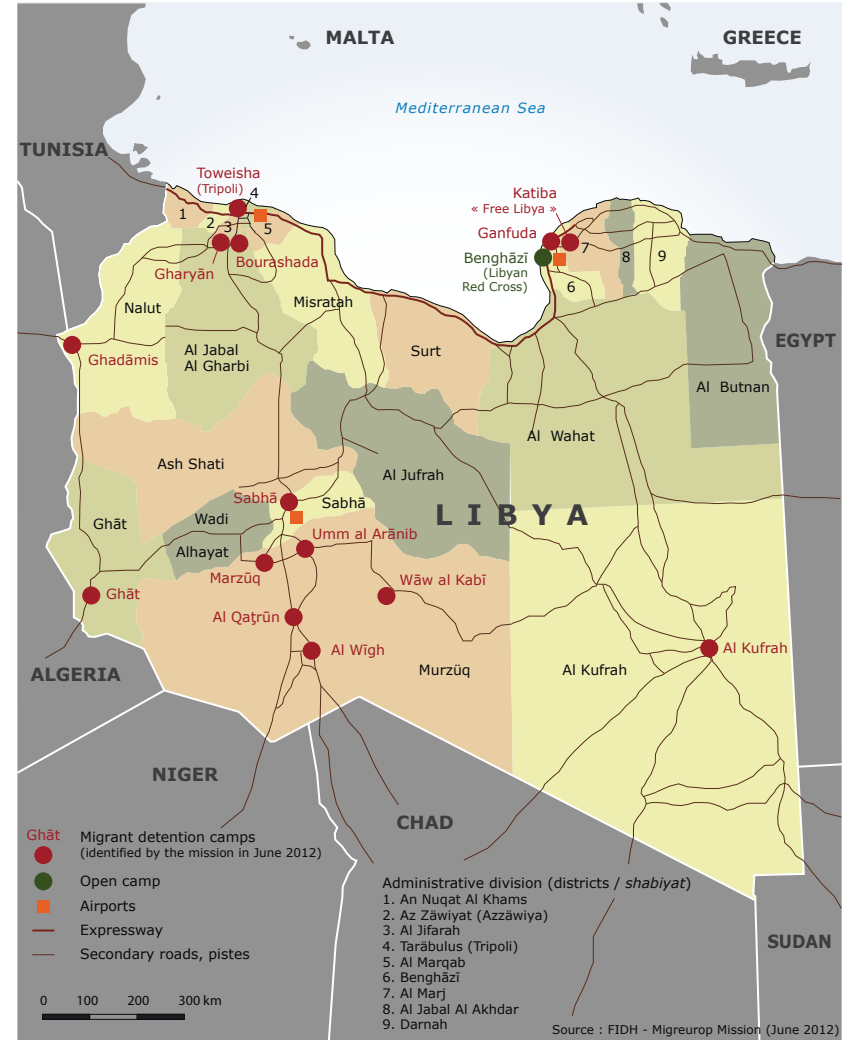 MALTA
GREECE
Mediterranean Sea
TUNISIA
Toweisha
(Tripoli)
4
1
2
3
5
Gharyān
Bourashada
Katiba
« Free Libya »
Ganfuda
7
8
9
Benghāzī
(Libyan
Red Cross)
6
Nalut
Misratah
Ghadāmis
Al Jabal
Al Gharbi
Surt
EGYPT
Al Butnan
Al Wahat
Ash Shati
Al Jufrah
Sabhā
Sabhā
LIBYA
Ghāt
Wadi
Alhayat
Umm al Arānib
Marzūq
Wāw al Kabī
Ghāt
Al Qaţrūn
Al Wīgh
Al Kufrah
Murzūq
Al Kufrah
ALGERIA
NIGER
CHAD
SUDAN
Ghāt Migrant detention camps
(identified by the mission in June 2012)
Open camp
Airports
Expressway
Secondary roads, pistes
0 100 200 300 km
Administrative division (districts / shabiyat)
1. An Nuqat Al Khams
2. Az Zäwiyat (Azzäwiya)
3. Al Jifarah
4. Taräbulus (Tripoli)
5. Al Marqab
6. Benghāzī
7. Al Marj
8. Al Jabal Al Akhdar
9. Darnah
Source : FIDH - Migreurop Mission (June 2012)